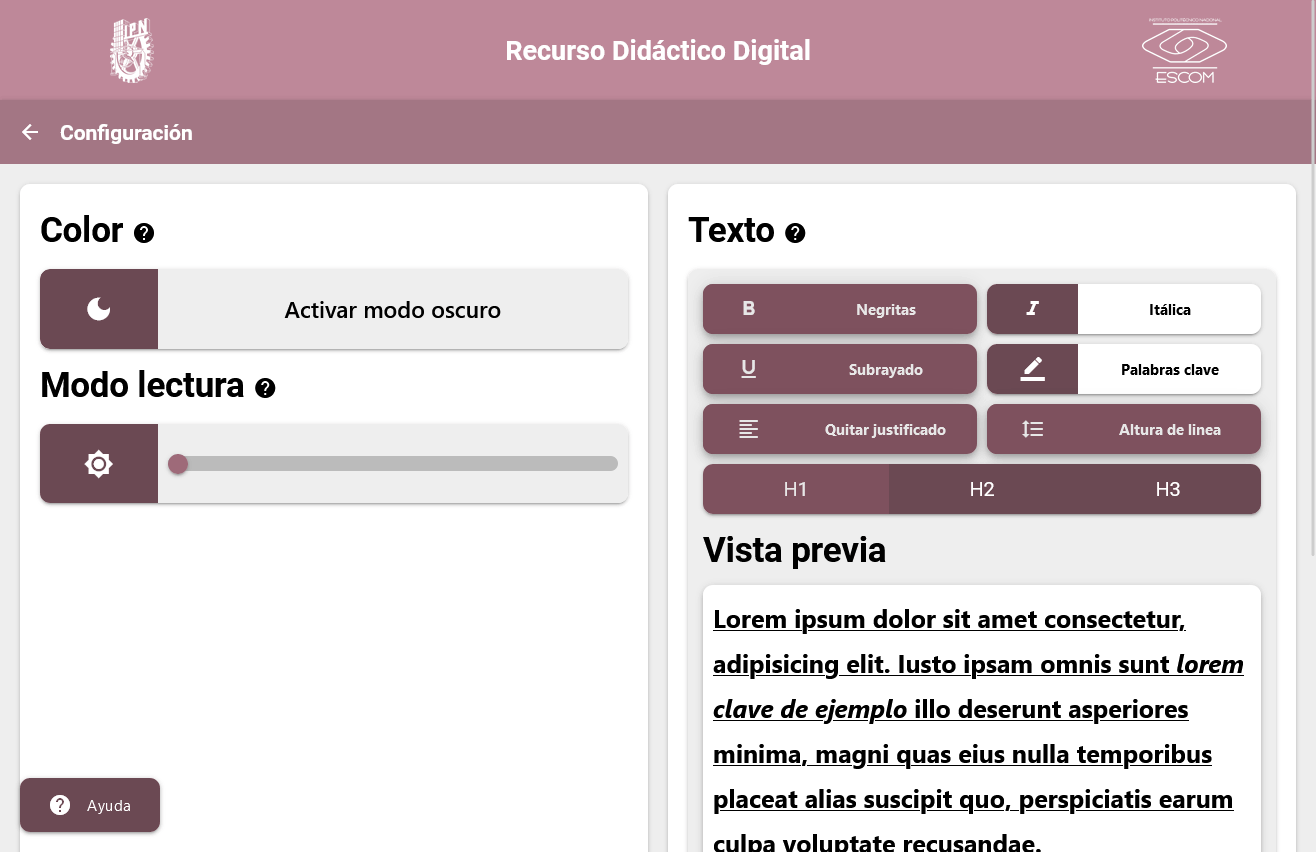 IPN
Recurso Didáctico Digital
INSTITUTO POLITÉCNICO NACIONAL
ESCOM
Configuración
Color
Activar modo oscuro
Modo lectura
Texto
B Negritas
I Itálica
U Subrayado
Palabras clave
Quitar justificado
Altura de linea
H1 H2 H3
Vista previa
Lorem ipsum dolor sit amet consectetur,
adipisicing elit. Iusto ipsam omnis sunt lorem
clave de ejemplo illo deserunt asperiores
minima, magni quas eius nulla temporibus
placeat alias suscipit quo, perspiciatis earum
culpa voluptate recusandae.
Ayuda